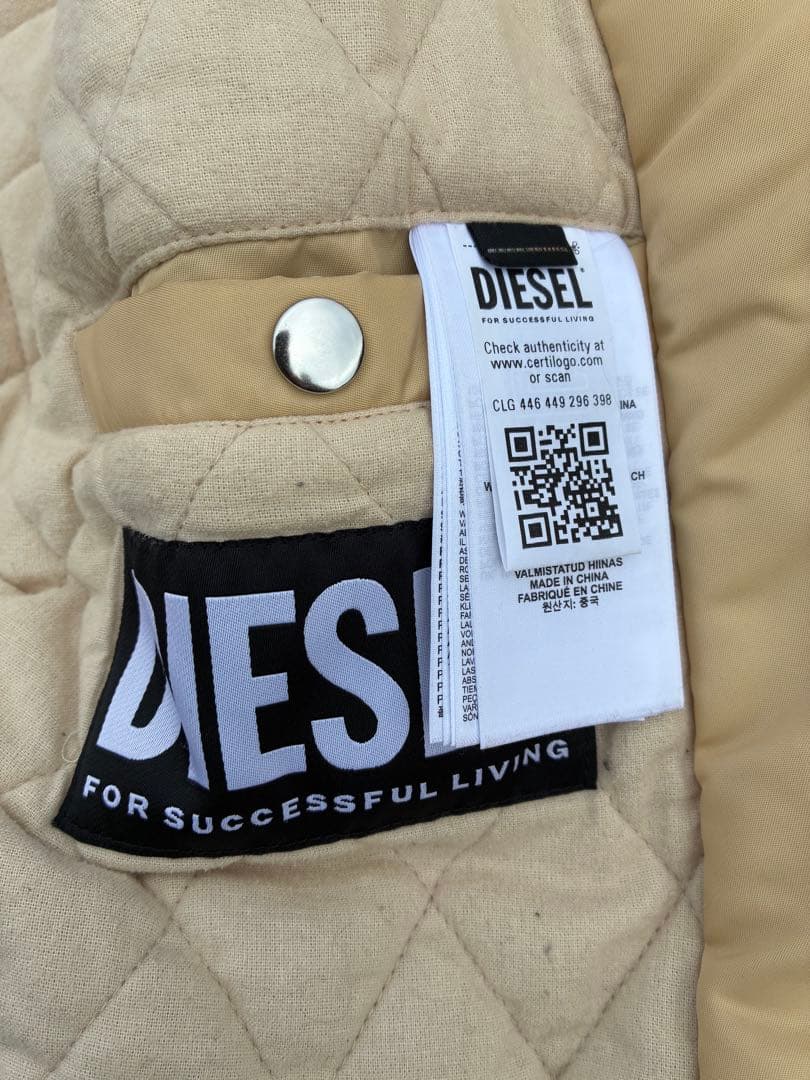 DIESEL
FOR SUCCESSFUL LIVING
Check authenticity at
www.certilogo.com
or scan
CLG 446 449 296 398
VALMISTATUD HIINAS
MADE IN CHINA
FABRIQUÉ EN CHINE
원산지: 중국
DIES
FOR SUCCESSFUL LIVING